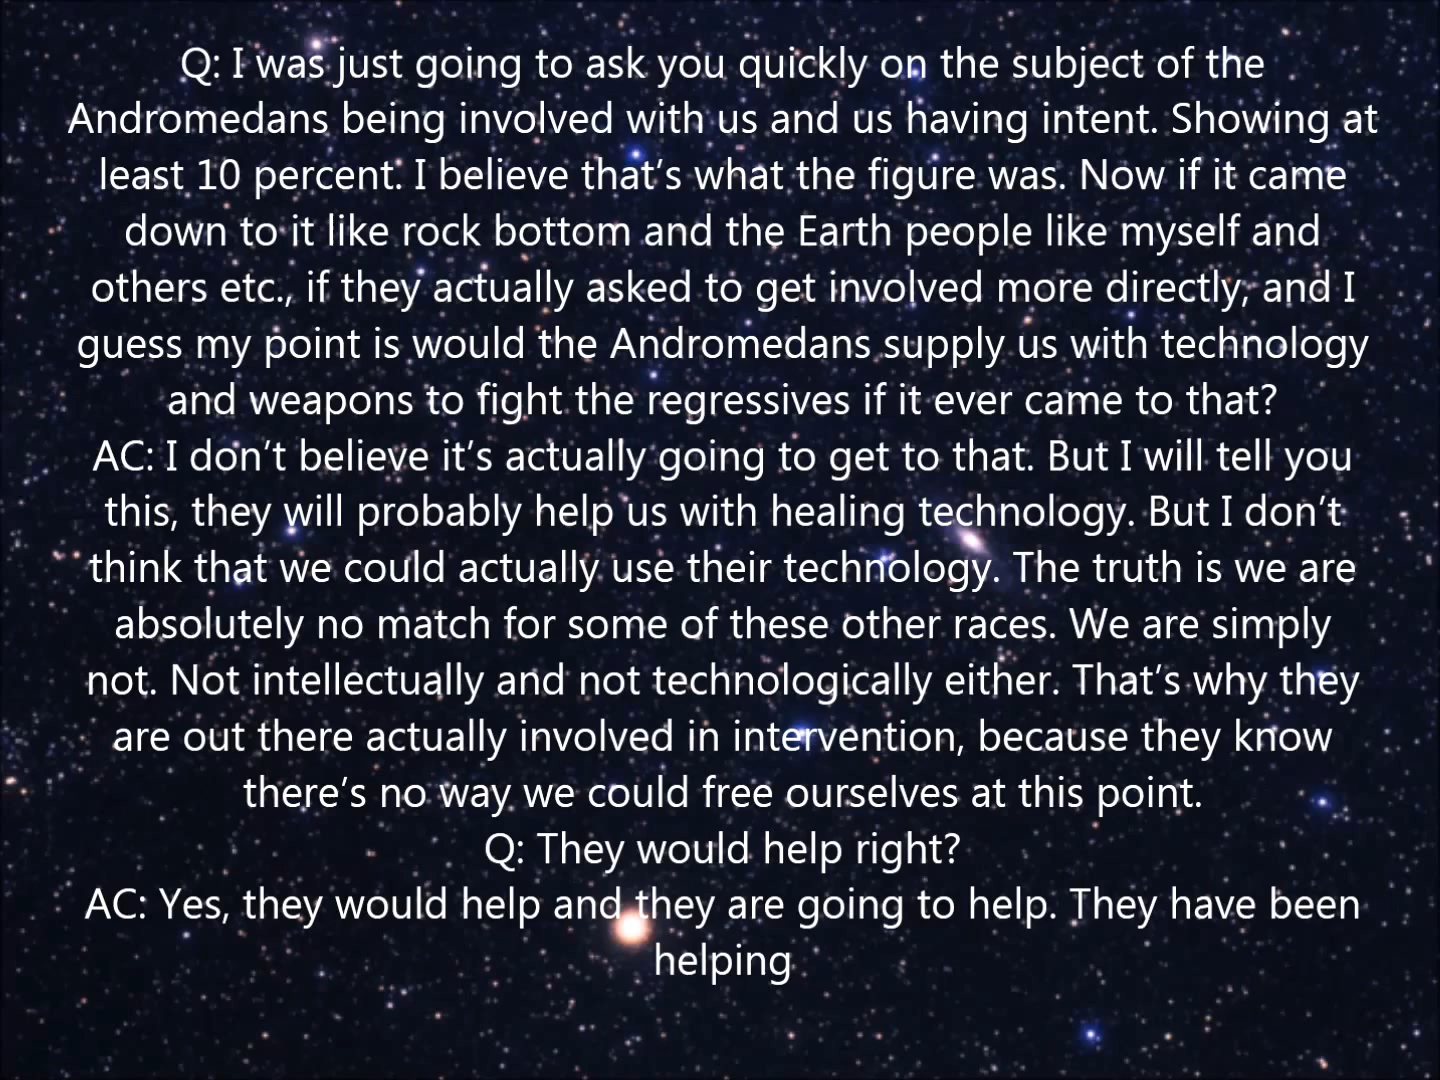 Q: I was just going to ask you quickly on the subject of the
Andromedans being involved with us and us having intent. Showing at
least 10 percent. I believe that’s what the figure was. Now if it came
down to it like rock bottom and the Earth people like myself and
others etc., if they actually asked to get involved more directly, and I
guess my point is would the Andromedans supply us with technology
and weapons to fight the regressives if it ever came to that?
AC: I don’t believe it’s actually going to get to that. But I will tell you
this, they will probably help us with healing technology. But I don’t
think that we could actually use their technology. The truth is we are
absolutely no match for some of these other races. We are simply
not. Not intellectually and not technologically either. That’s why they
are out there actually involved in intervention, because they know
there’s no way we could free ourselves at this point.
Q: They would help right?
AC: Yes, they would help and they are going to help. They have been
helping